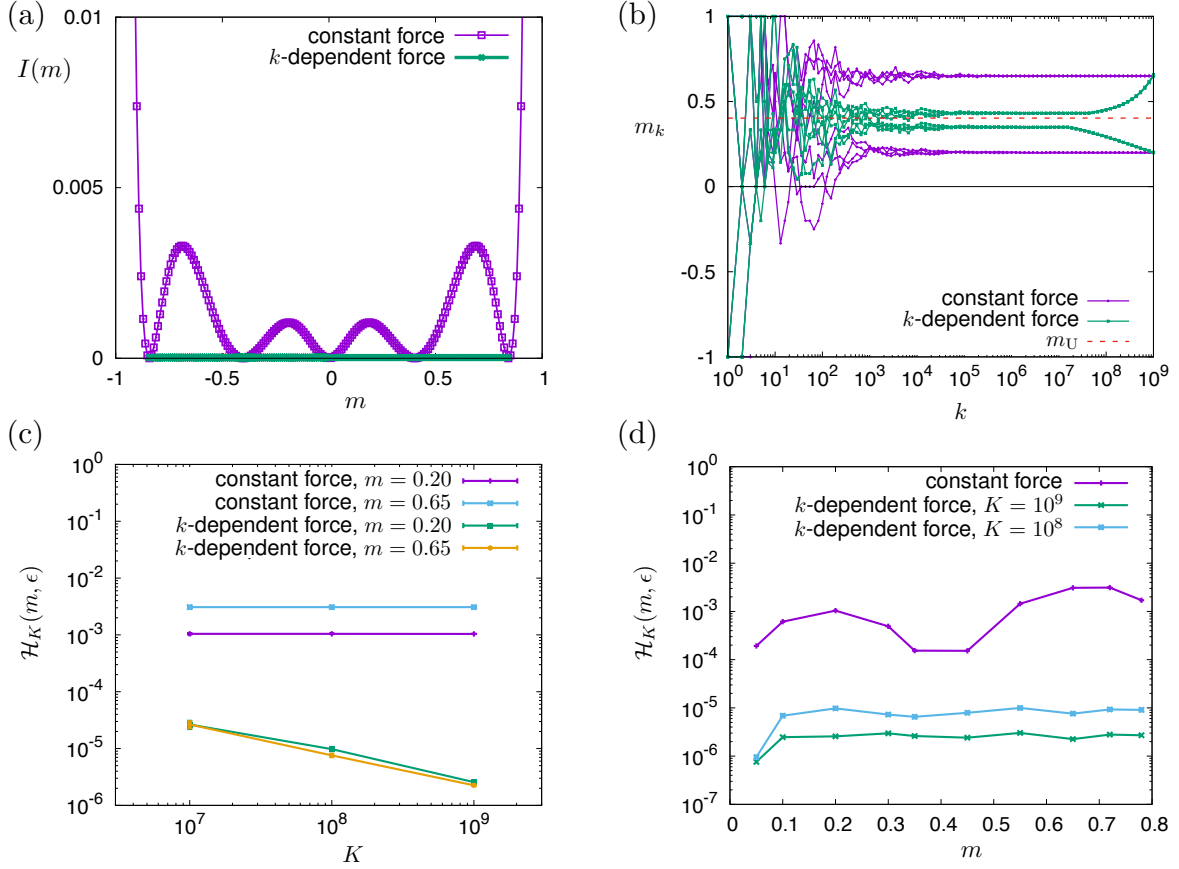 (a)
0.01
I(m)
0.005
0
-1
-0.5
0
0.5
1
m
constant force
k-dependent force
(b)
1
0.5
m_k
0
-1
-1
10^0
10^1
10^2
10^3
10^4
10^5
10^6
10^7
10^8
10^9
k
constant force
k-dependent force
m_U
(c)
10^0
10^-1
10^-2
10^-3
10^-4
10^-5
10^-6
H_K(m, ϵ)
10^7
10^8
10^9
K
constant force, m = 0.20
constant force, m = 0.65
k-dependent force, m = 0.20
k-dependent force, m = 0.65
(d)
10^0
10^-1
10^-2
10^-3
10^-4
10^-5
10^-6
10^-7
H_K(m, ϵ)
0
0.1
0.2
0.3
0.4
0.5
0.6
0.7
0.8
m
constant force
k-dependent force, K = 10^9
k-dependent force, K = 10^8